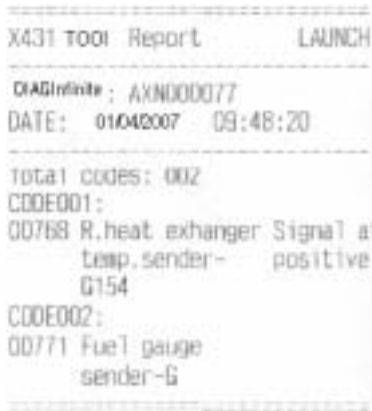 X431 TOOl Report LAUNCH
DIAGInfinite : AXN000077
DATE: 01/04/2007 09:48:20
Total codes: 002
CODE001:
00768 R.heat exhanger Signal a
temp.sender- positive
G154
CODE002:
00771 Fuel gauge
sender-G